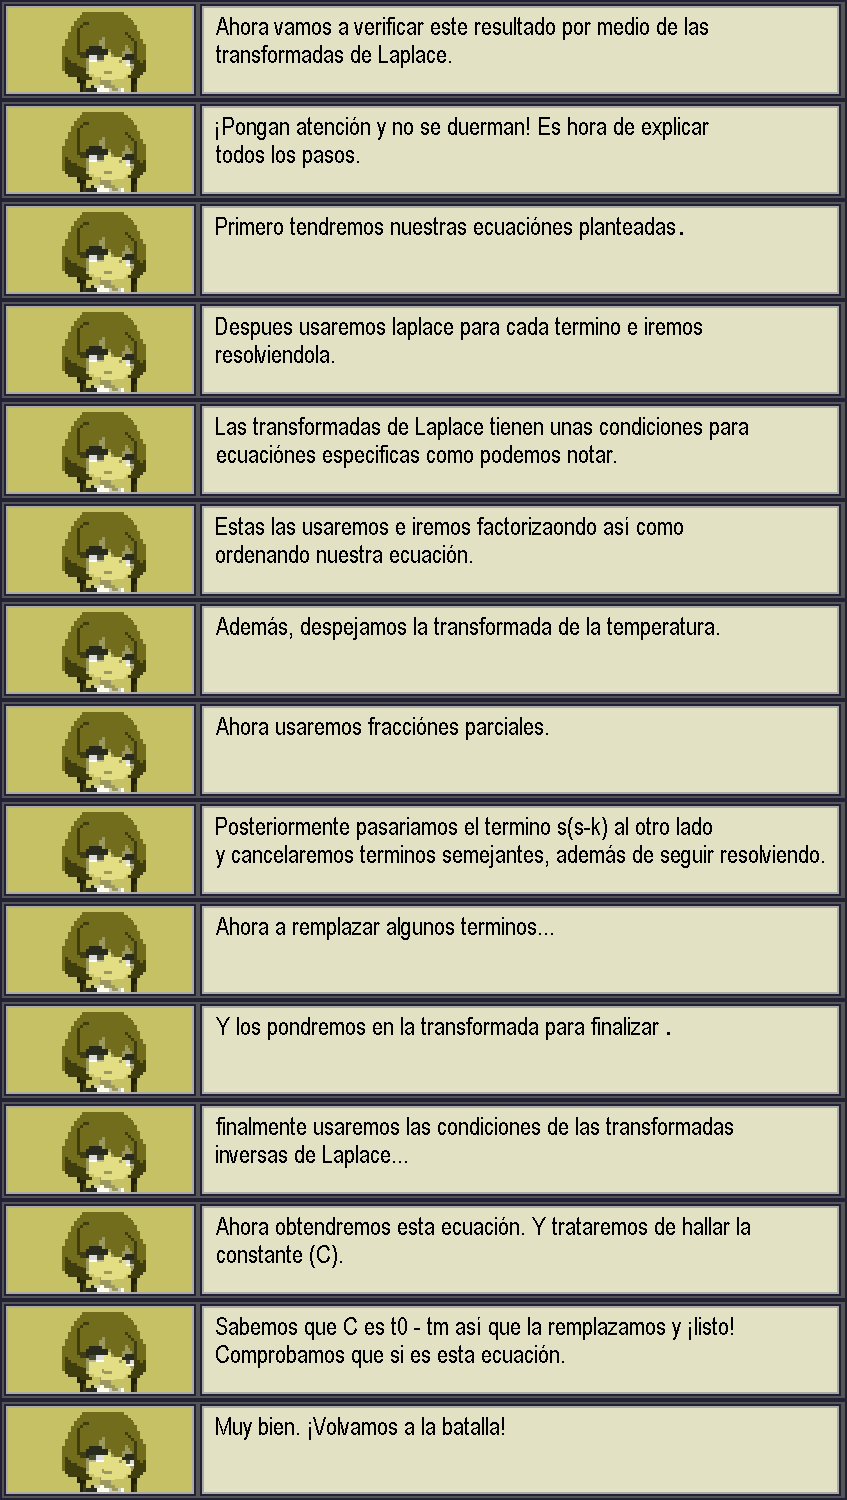 Ahora vamos a verificar este resultado por medio de las
transformadas de Laplace.
¡Pongan atención y no se duerman! Es hora de explicar
todos los pasos.
Primero tendremos nuestras ecuaciónes planteadas.
Despues usaremos laplace para cada termino e iremos
resolviendola.
Las transformadas de Laplace tienen unas condiciones para
ecuaciónes especificas como podemos notar.
Estas las usaremos e iremos factorizaondo así como
ordenando nuestra ecuación.
Además, despejamos la transformada de la temperatura.
Ahora usaremos fracciónes parciales.
Posteriormente pasariamos el termino s(s-k) al otro lado
y cancelaremos terminos semejantes, además de seguir resolviendo.
Ahora a remplazar algunos terminos...
Y los pondremos en la transformada para finalizar .
finalmente usaremos las condiciones de las transformadas
inversas de Laplace...
Ahora obtendremos esta ecuación. Y trataremos de hallar la
constante (C).
Sabemos que C es t0 - tm así que la remplazamos y ¡listo!
Comprobamos que si es esta ecuación.
Muy bien. ¡Volvamos a la batalla!